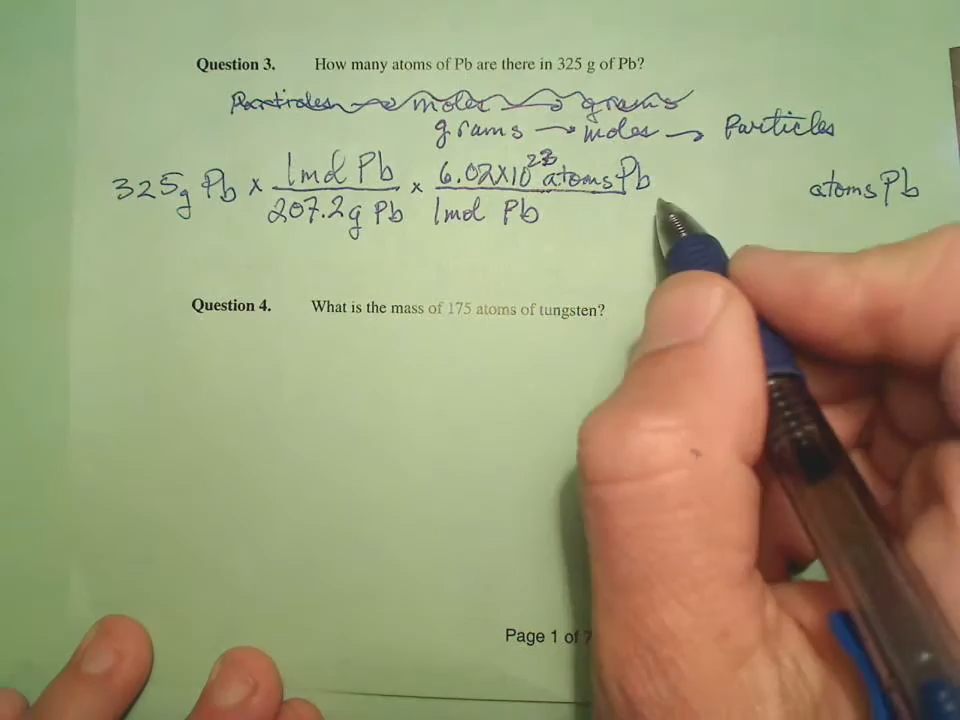 Question 3. How many atoms of Pb are there in 325 g of Pb?
Particles → moles → grams
grams → moles → Particles
325g Pb × 1mol Pb / 207.2g Pb × 6.02×10²³ atoms Pb / 1mol Pb atoms Pb
Question 4. What is the mass of 175 atoms of tungsten?
Page 1 of 7